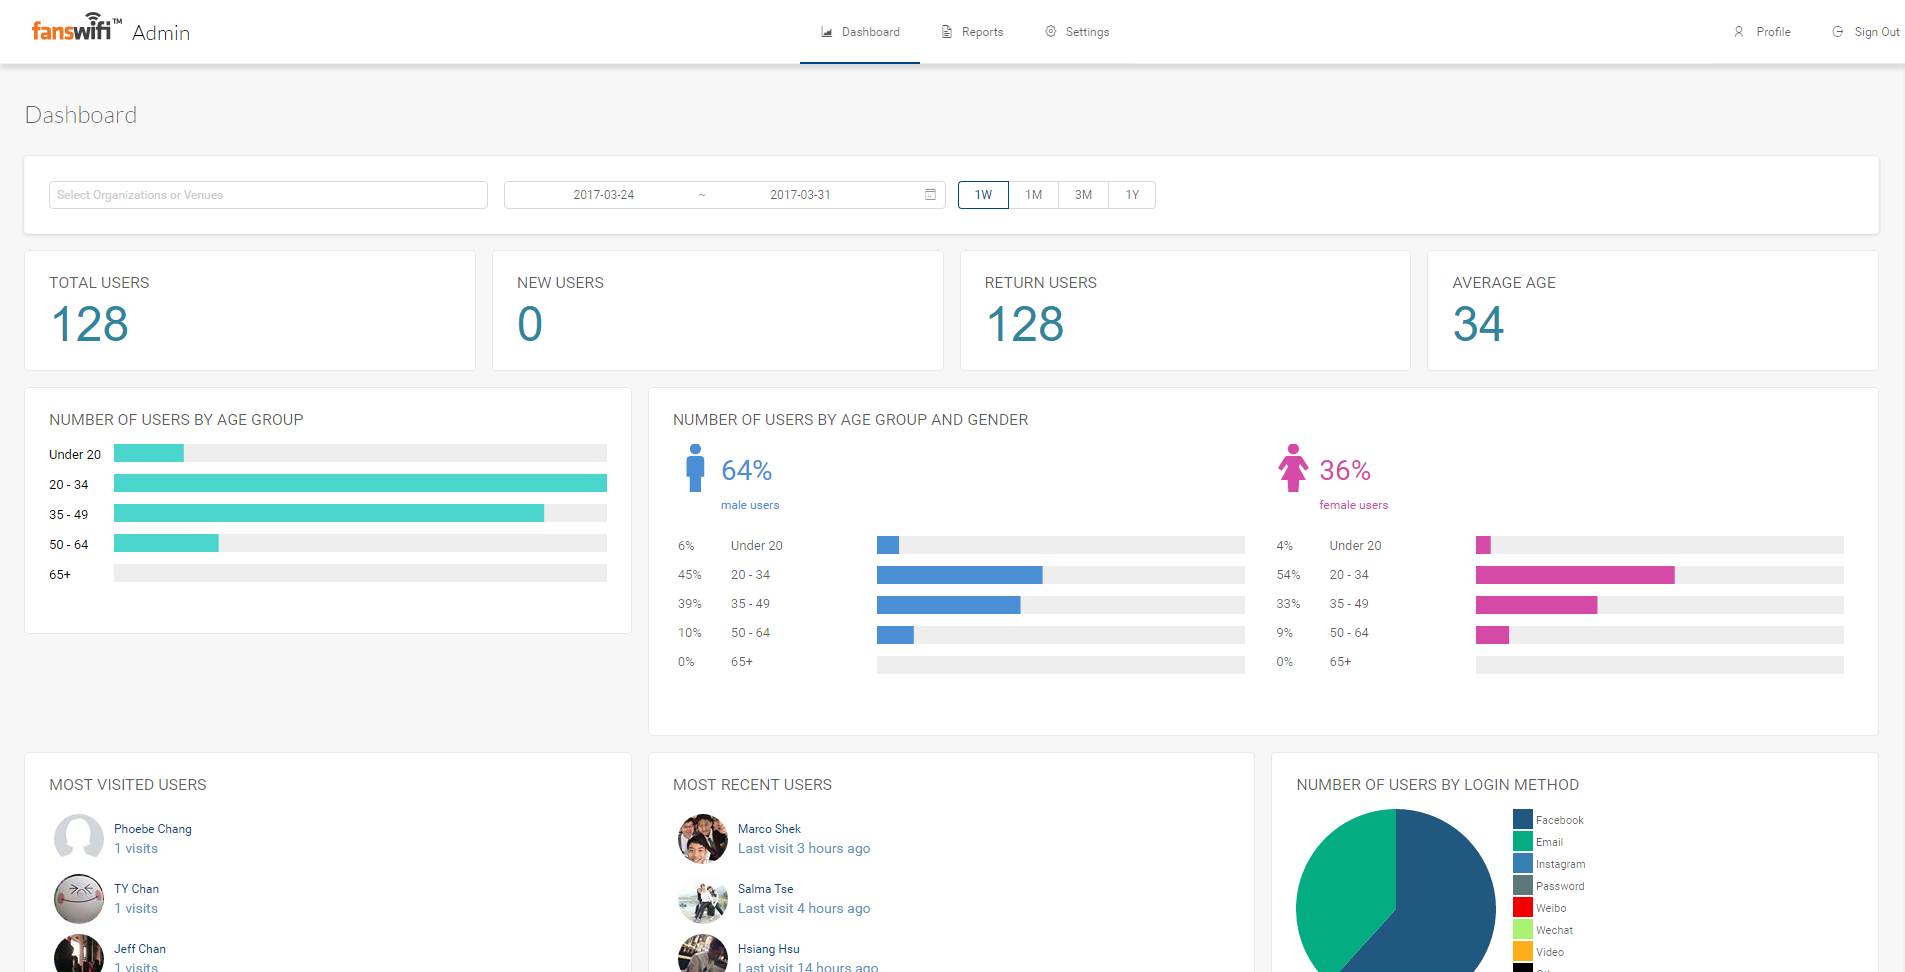 fanswifi™ Admin
Dashboard
Reports
Settings
Profile
Sign Out
Dashboard
Select Organizations or Venues
2017-03-24 ~ 2017-03-31
1W 1M 3M 1Y
TOTAL USERS
128
NEW USERS
0
RETURN USERS
128
AVERAGE AGE
34
NUMBER OF USERS BY AGE GROUP
Under 20
20 - 34
35 - 49
50 - 64
65+
NUMBER OF USERS BY AGE GROUP AND GENDER
64%
male users
6% Under 20
45% 20 - 34
39% 35 - 49
10% 50 - 64
0% 65+
36%
female users
4% Under 20
54% 20 - 34
33% 35 - 49
9% 50 - 64
0% 65+
MOST VISITED USERS
Phoebe Chang
1 visits
TY Chan
1 visits
Jeff Chan
1 visits
MOST RECENT USERS
Marco Shek
Last visit 3 hours ago
Salma Tse
Last visit 4 hours ago
Hsiang Hsu
Last visit 14 hours ago
NUMBER OF USERS BY LOGIN METHOD
Facebook
Email
Instagram
Password
Weibo
Wechat
Video